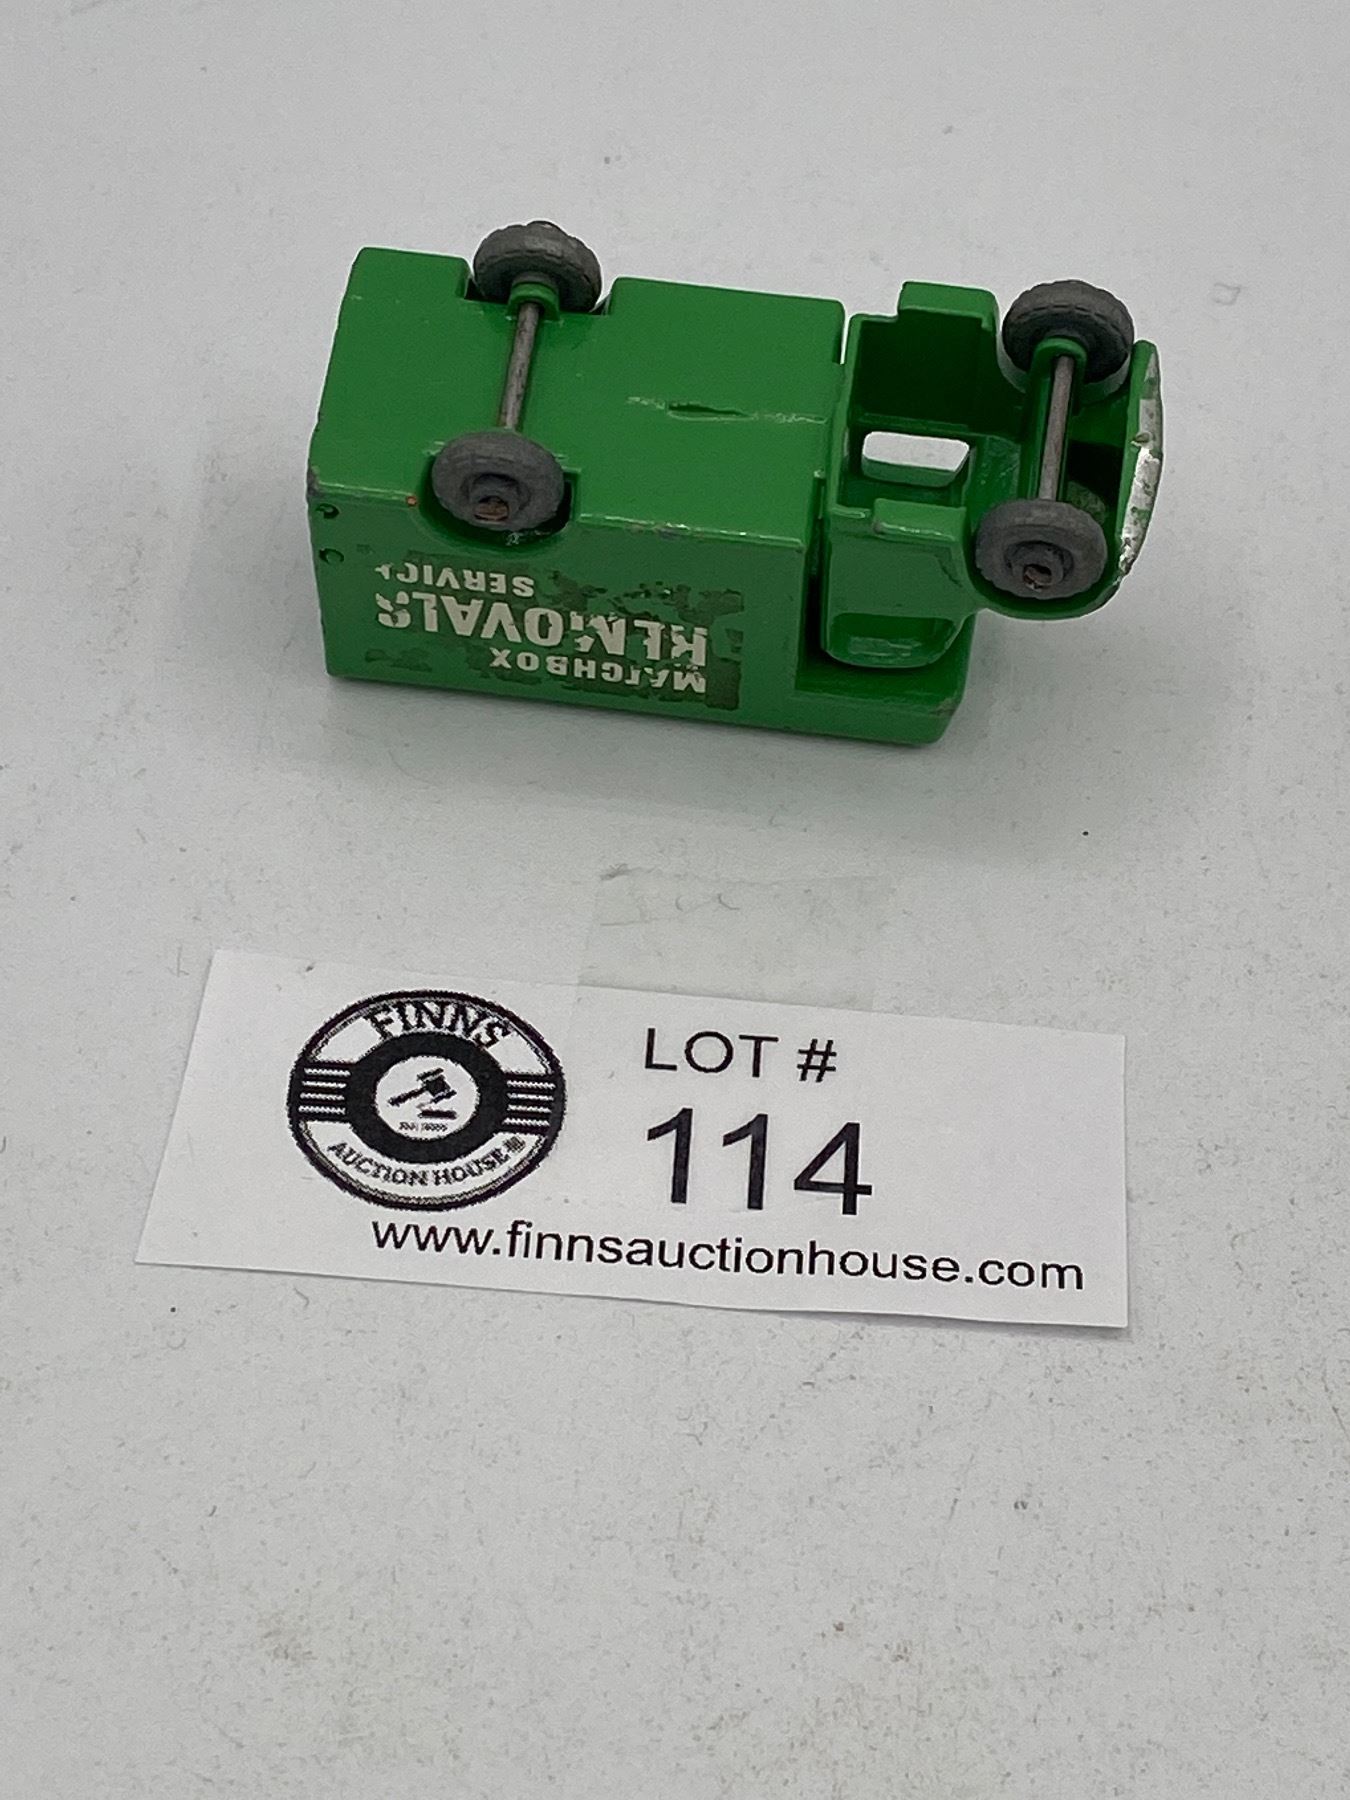 MATCHBOX
REMOVALS
SERVICE
FINNS
AUCTION HOUSE
LOT #
114
www.finnsauctionhouse.com